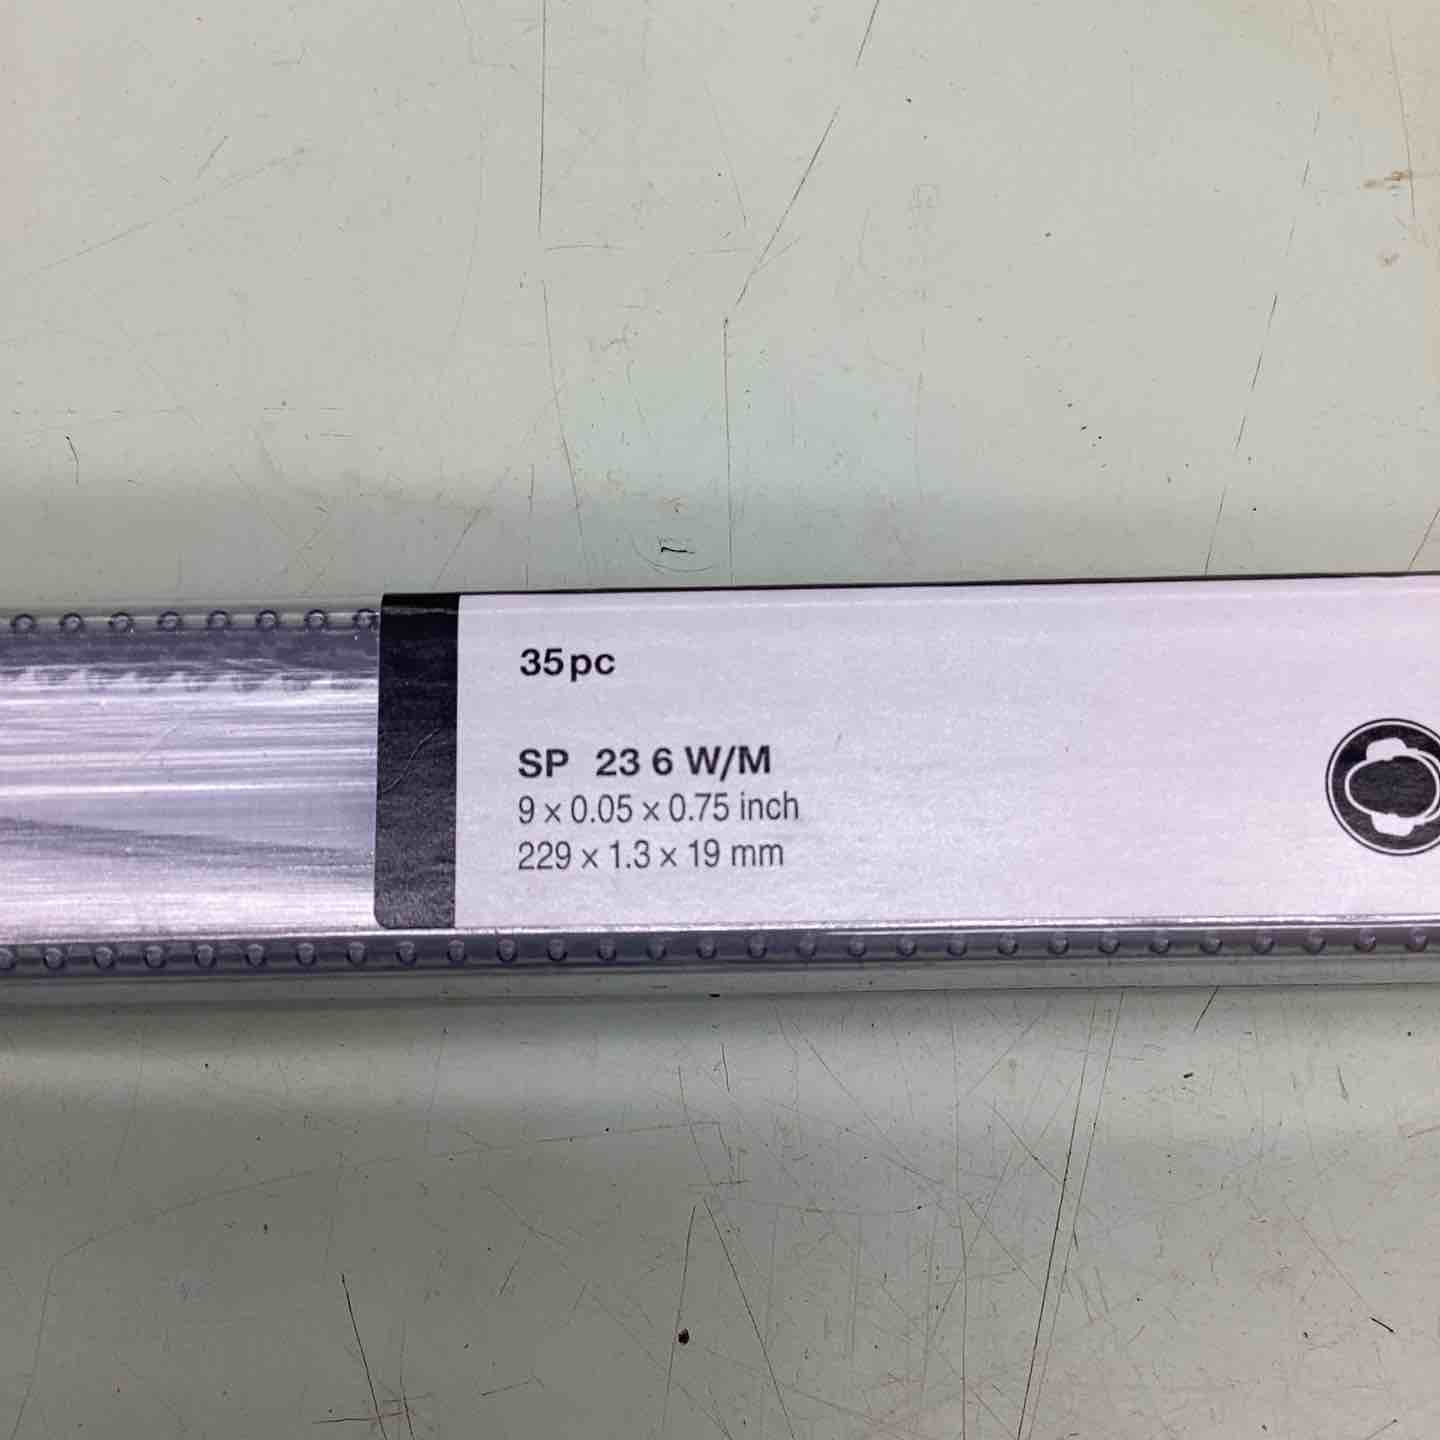 35pc
SP 23 6 W/M
9 x 0.05 x 0.75 inch
229 x 1.3 x 19 mm